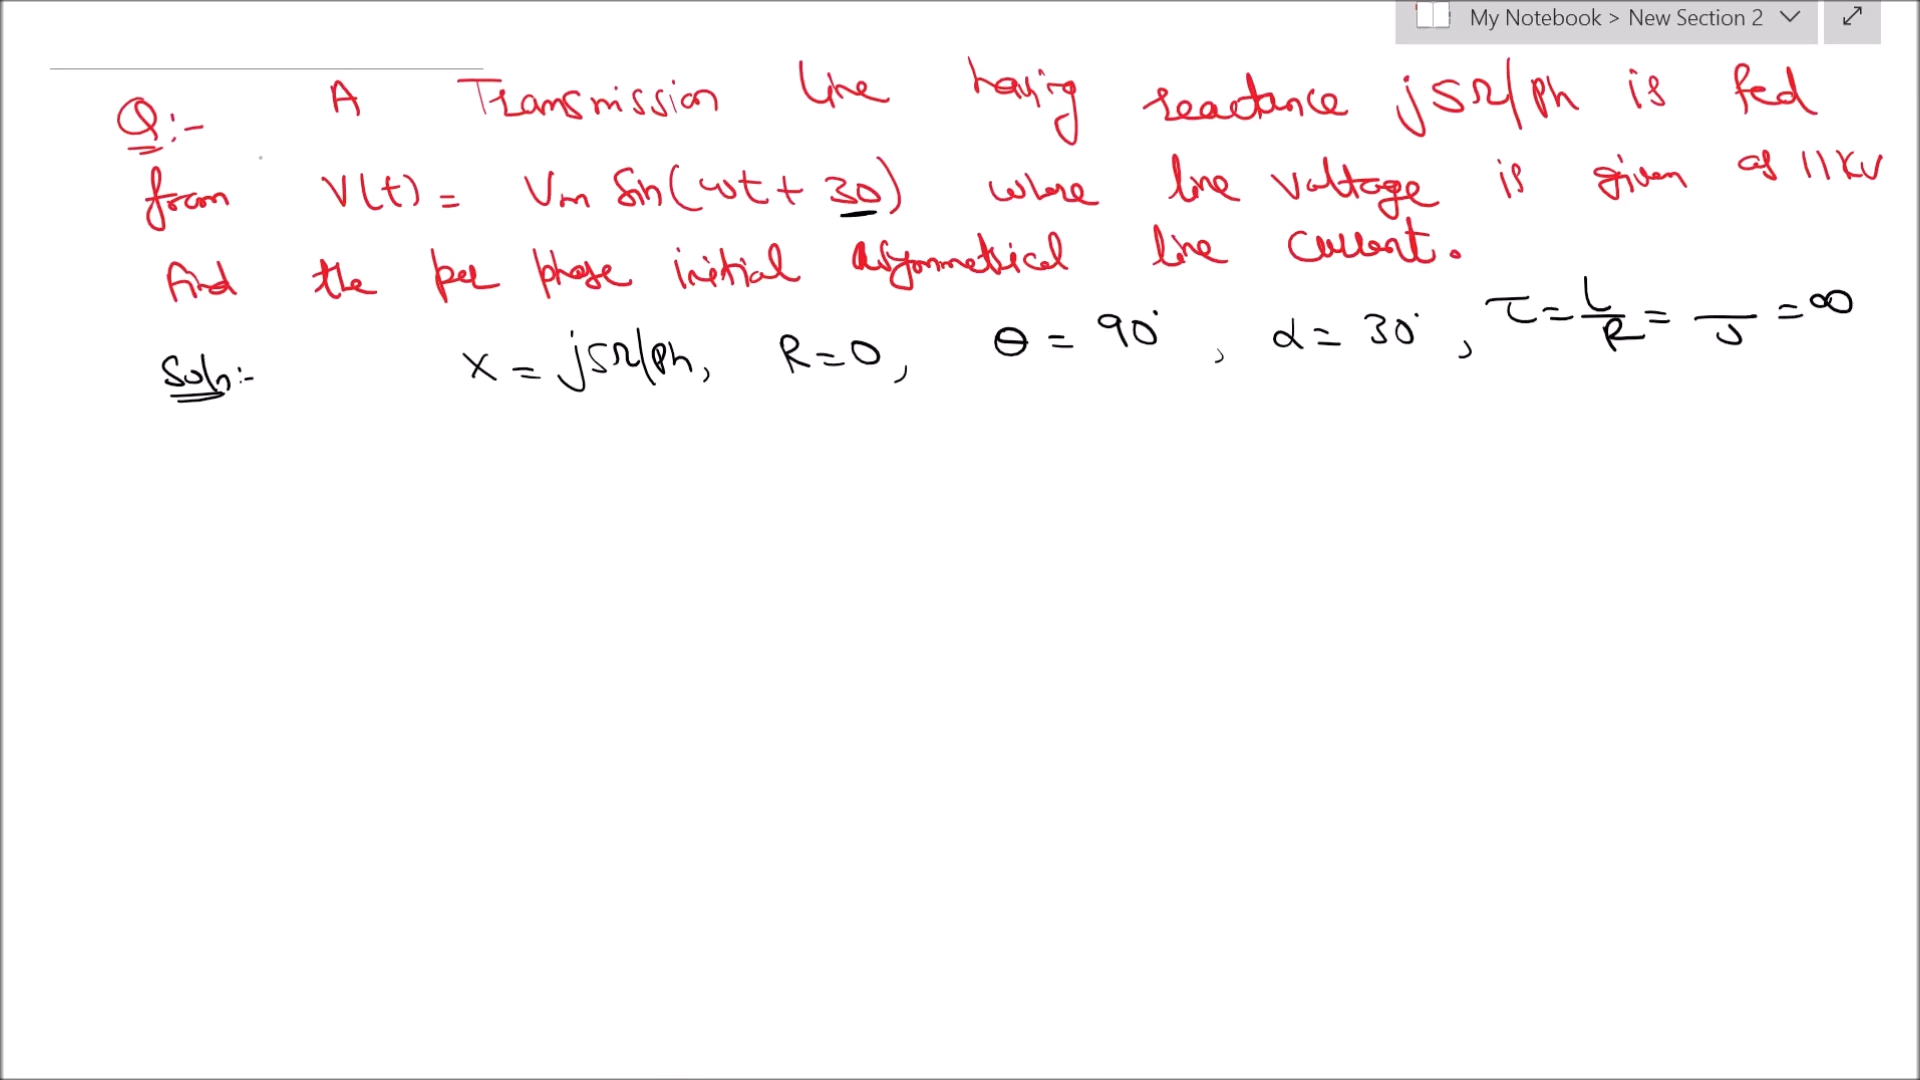 My Notebook > New Section 2
Q:- A Transmission line having reactance j5Ω/ph is fed
from V(t) = Vm Sin(ωt + 30) where line voltage is given as 11KV
find the per phase initial asymmetrical line current.
Soln:- X = j5Ω/ph, R=0, θ = 90°, α = 30°, τ = L/R = —/0 = ∞